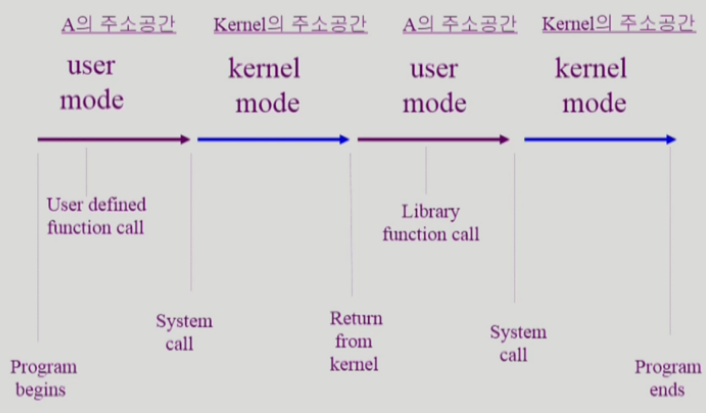 A의 주소공간
Kernel의 주소공간
A의 주소공간
Kernel의 주소공간
user
mode
kernel
mode
user
mode
kernel
mode
User defined
function call
Library
function call
System
call
Return
from
kernel
System
call
Program
begins
Program
ends